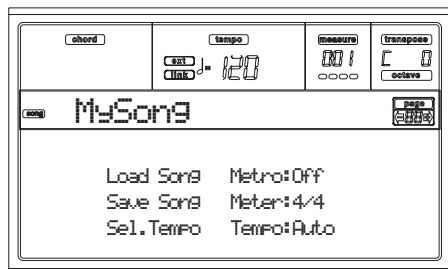 chord tempo measure transpose
ext link ♩= 120 001 C 0
octave
song MySong page
Load Song Metro:Off
Save Song Meter:4/4
Sel.Tempo Tempo:Auto